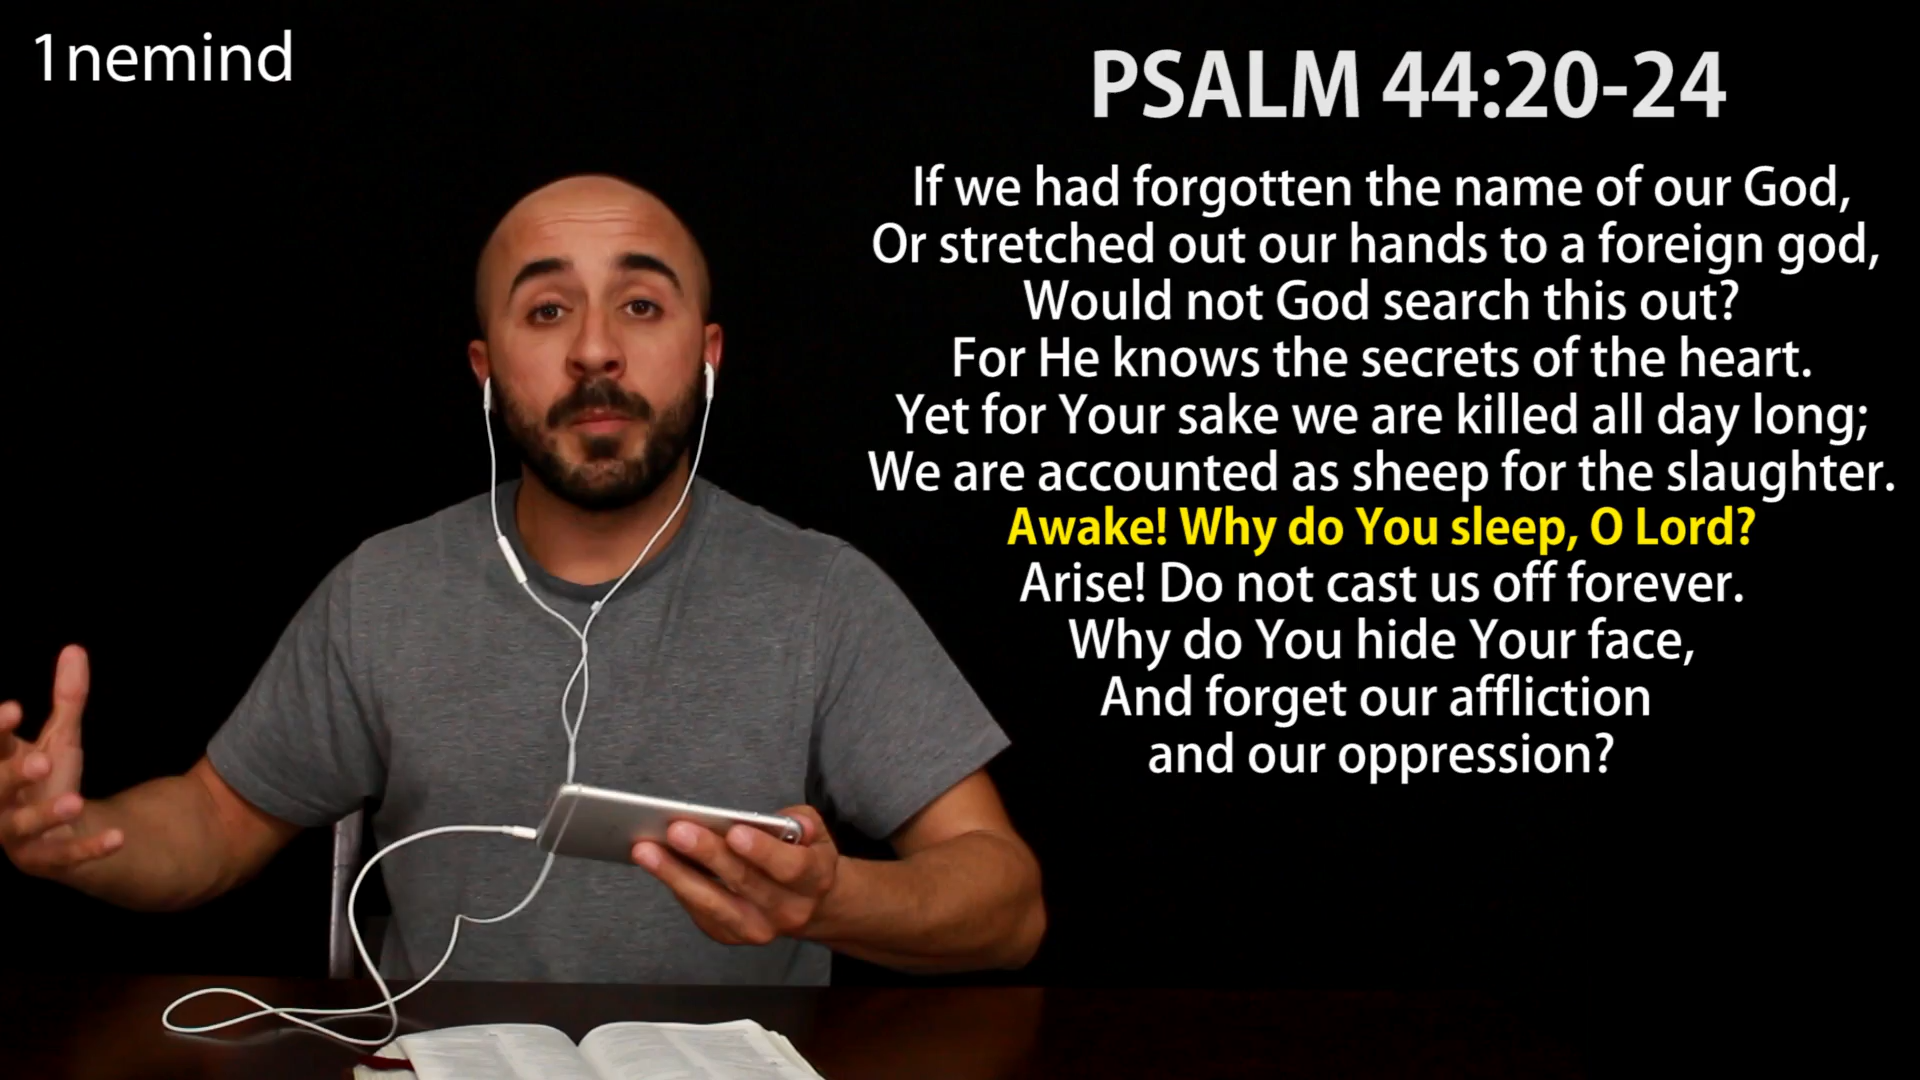 1nemind
PSALM 44:20-24
If we had forgotten the name of our God,
Or stretched out our hands to a foreign god,
Would not God search this out?
For He knows the secrets of the heart.
Yet for Your sake we are killed all day long;
We are accounted as sheep for the slaughter.
Awake! Why do You sleep, O Lord?
Arise! Do not cast us off forever.
Why do You hide Your face,
And forget our affliction
and our oppression?